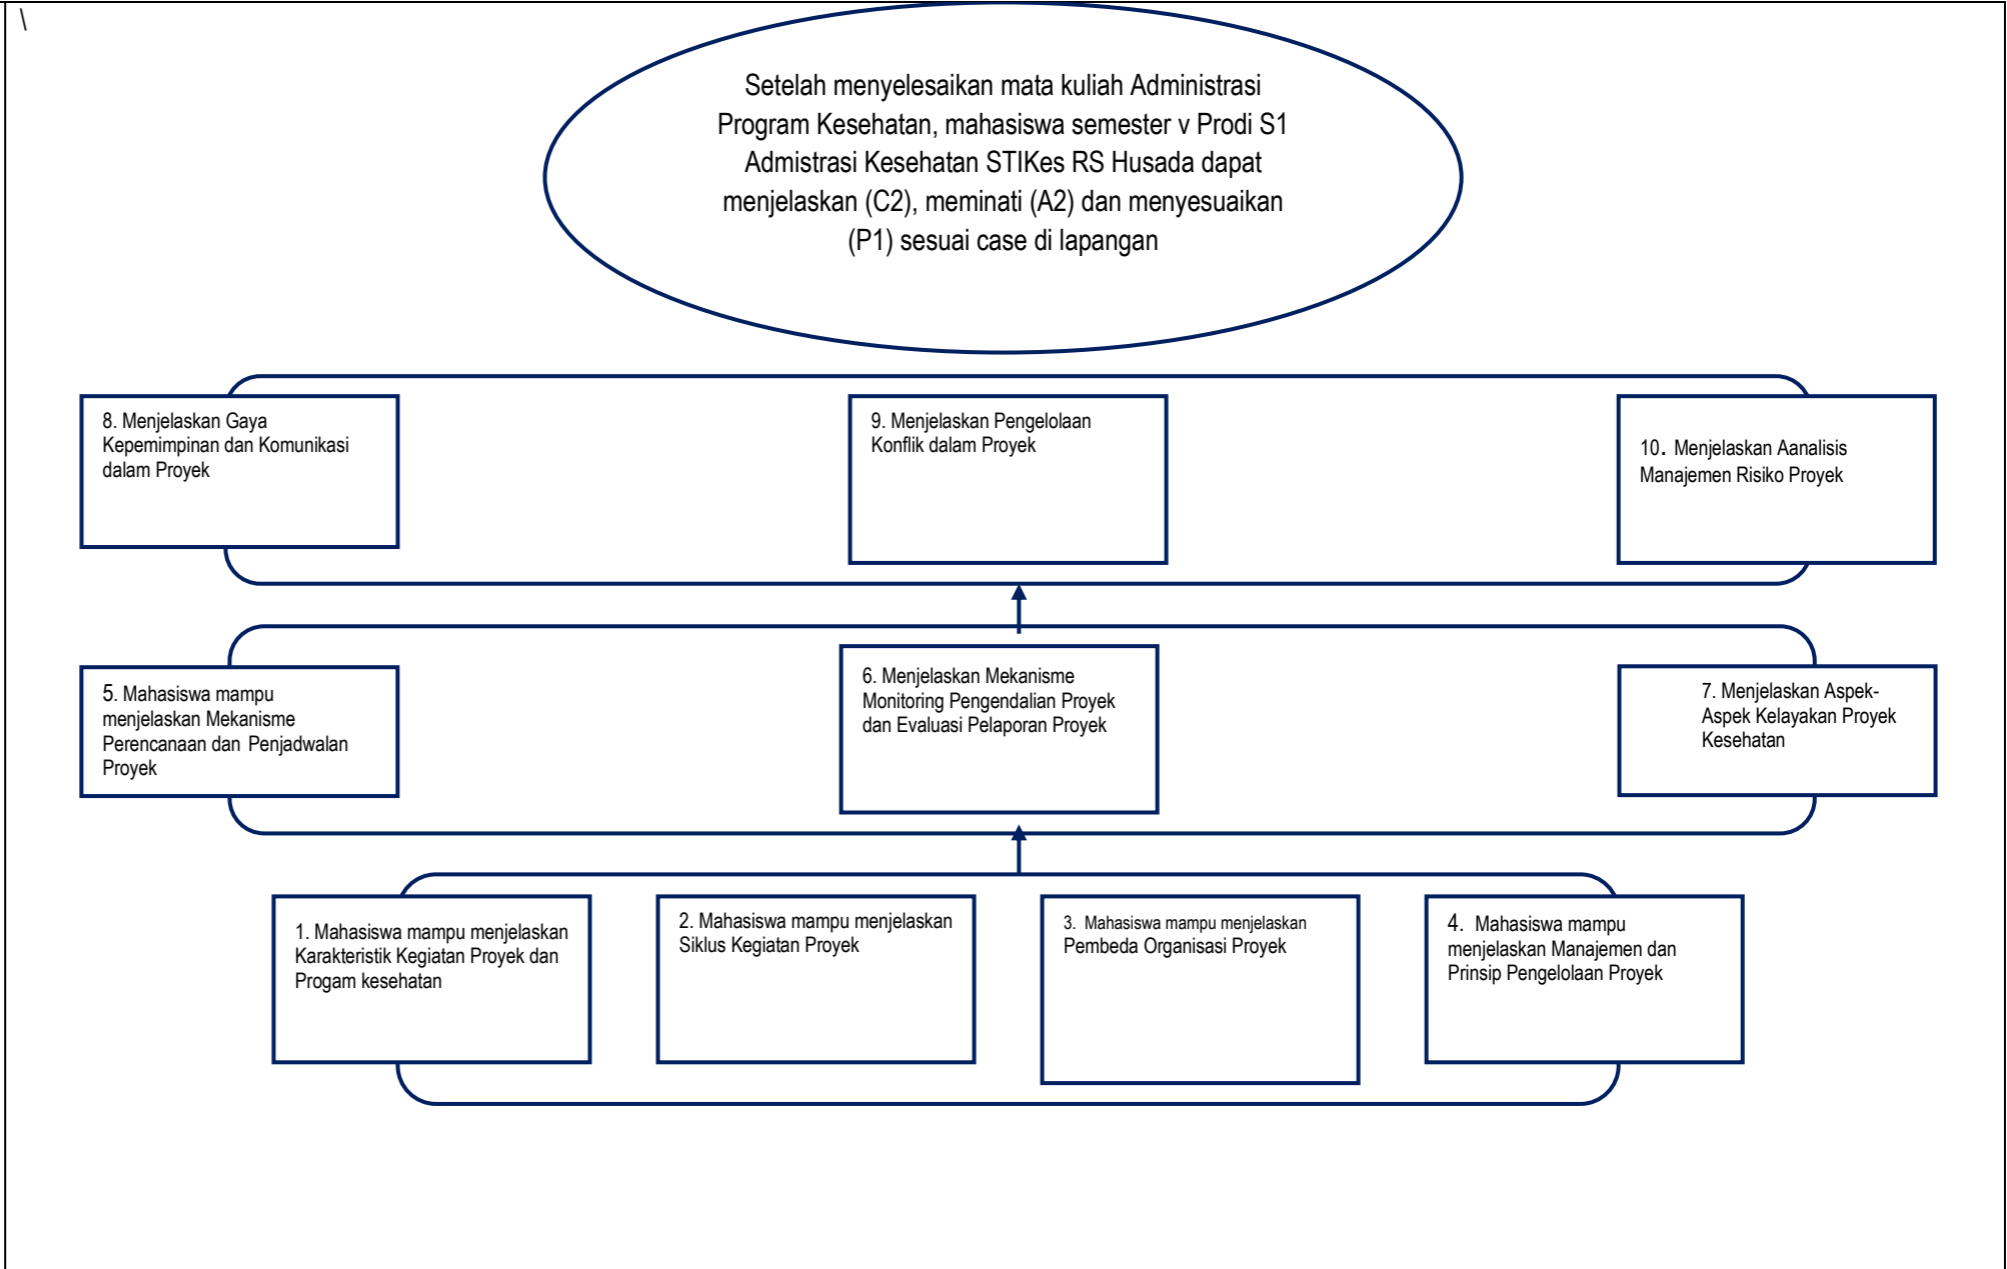 \
Setelah menyelesaikan mata kuliah Administrasi
Program Kesehatan, mahasiswa semester v Prodi S1
Admistrasi Kesehatan STIKes RS Husada dapat
menjelaskan (C2), meminati (A2) dan menyesuaikan
(P1) sesuai case di lapangan
8. Menjelaskan Gaya
Kepemimpinan dan Komunikasi
dalam Proyek
9. Menjelaskan Pengelolaan
Konflik dalam Proyek
10. Menjelaskan Aanalisis
Manajemen Risiko Proyek
5. Mahasiswa mampu
menjelaskan Mekanisme
Perencanaan dan Penjadwalan
Proyek
6. Menjelaskan Mekanisme
Monitoring Pengendalian Proyek
dan Evaluasi Pelaporan Proyek
7. Menjelaskan Aspek-
Aspek Kelayakan Proyek
Kesehatan
1. Mahasiswa mampu menjelaskan
Karakteristik Kegiatan Proyek dan
Progam kesehatan
2. Mahasiswa mampu menjelaskan
Siklus Kegiatan Proyek
3. Mahasiswa mampu menjelaskan
Pembeda Organisasi Proyek
4. Mahasiswa mampu
menjelaskan Manajemen dan
Prinsip Pengelolaan Proyek